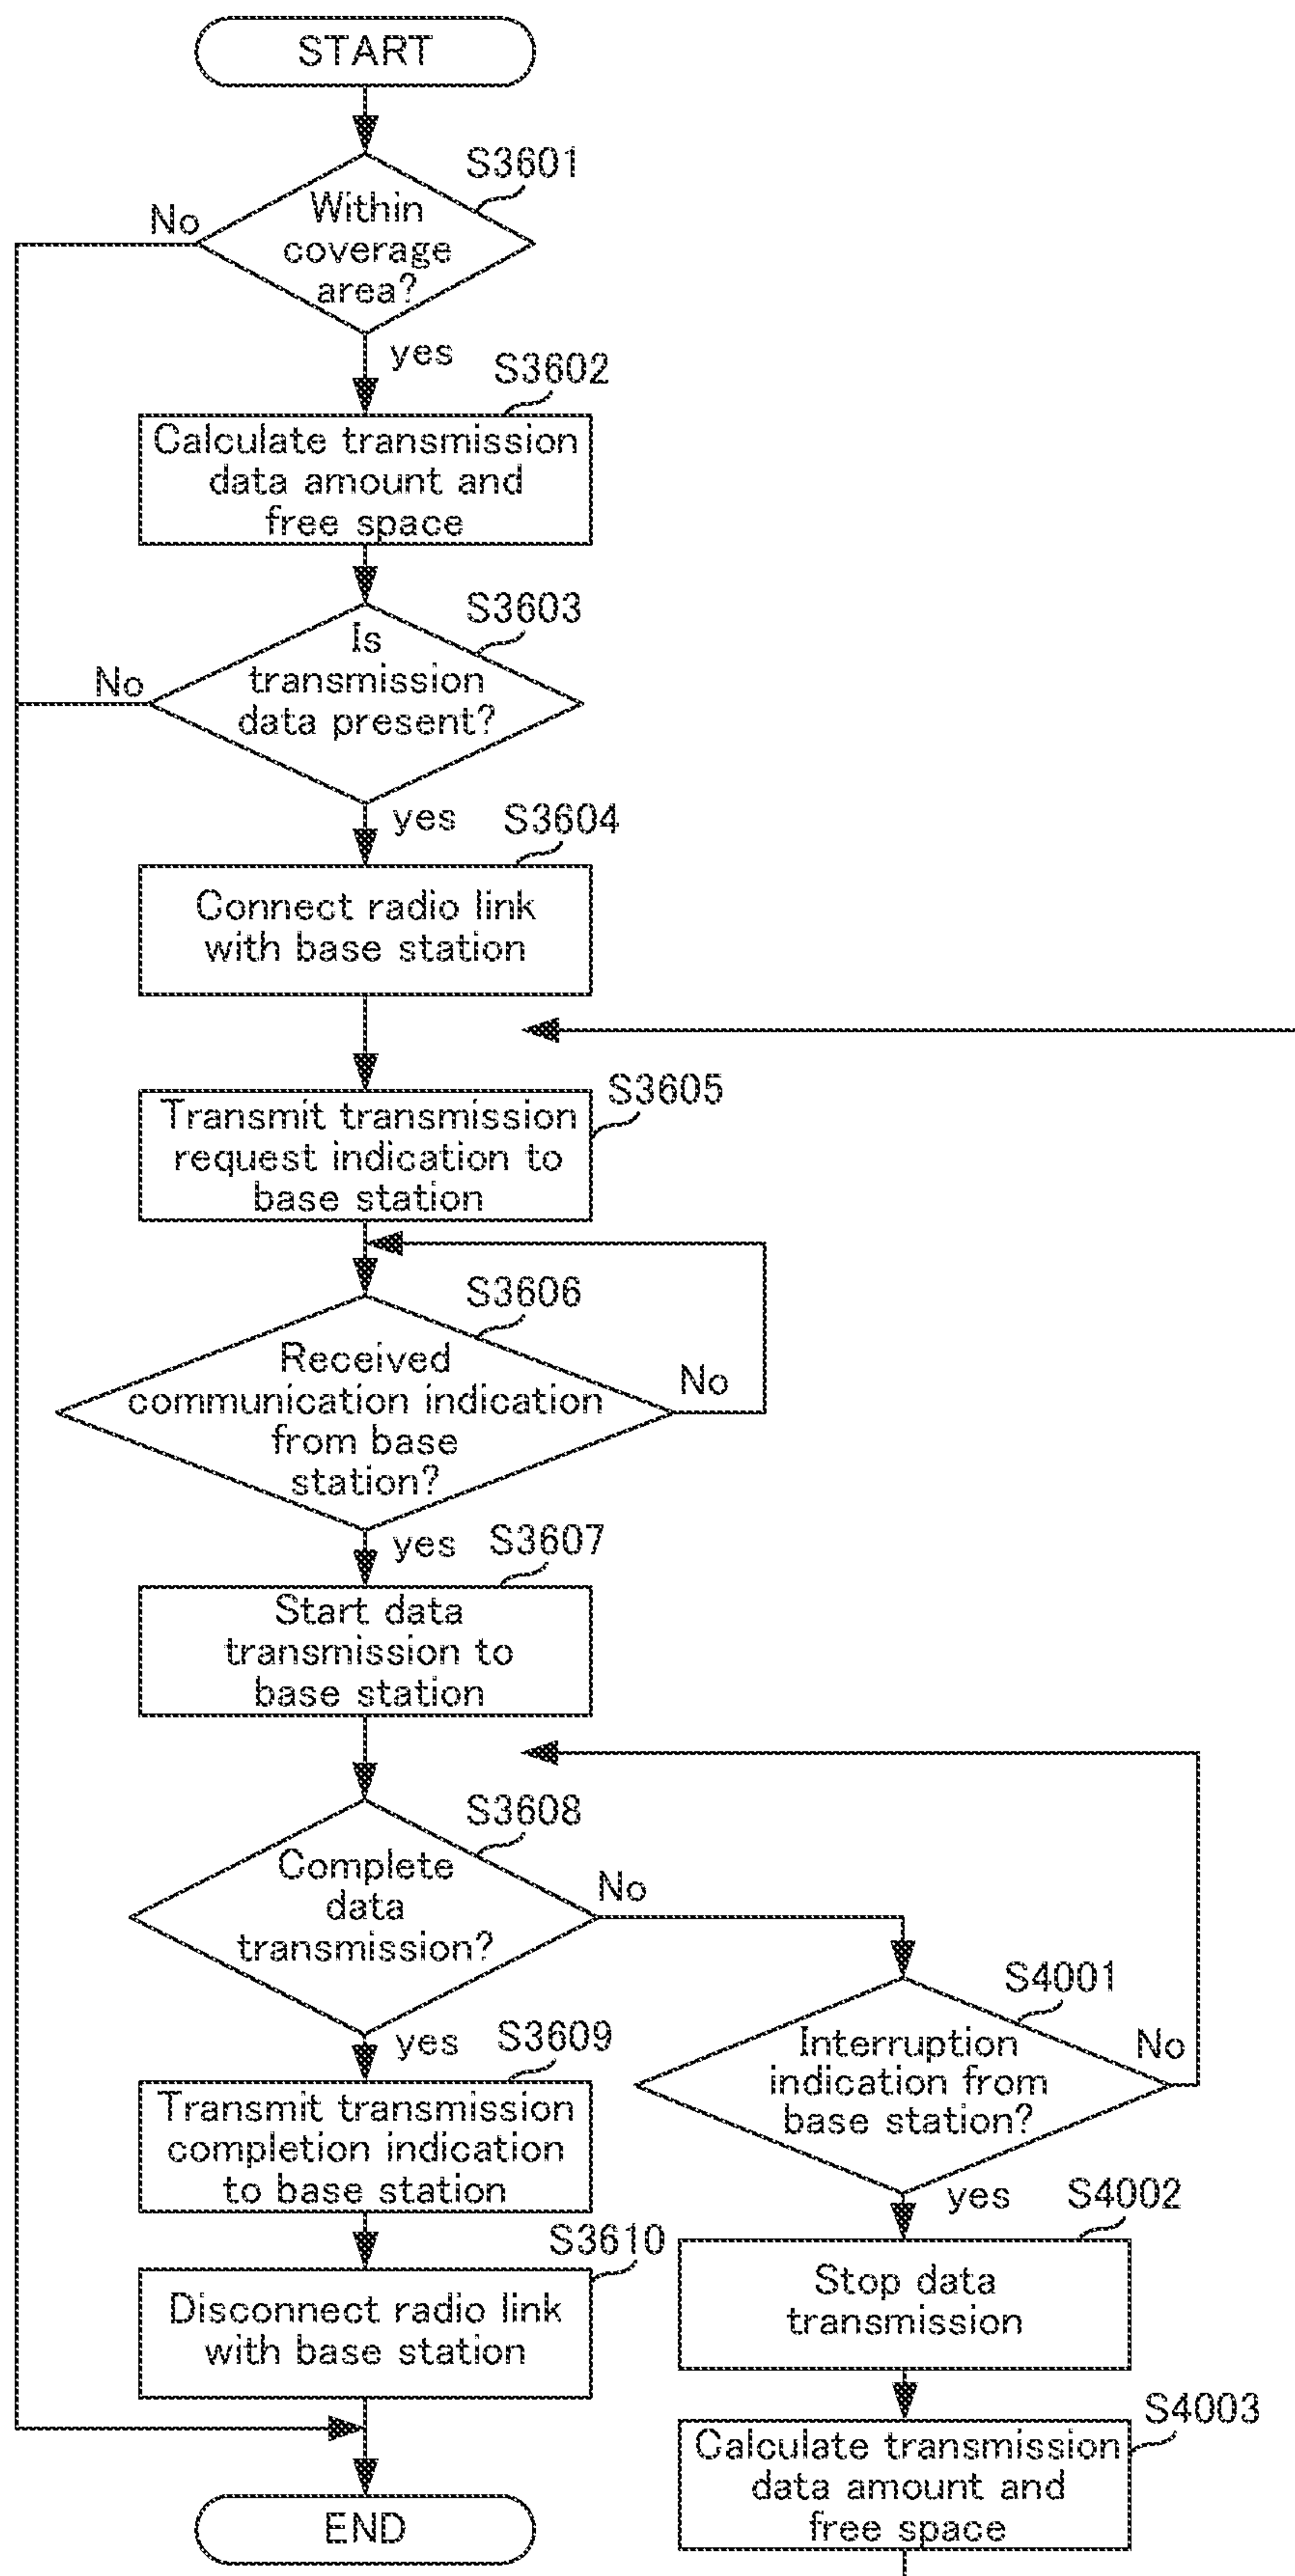 START
S3601
No
Within
coverage
area?
yes
S3602
Calculate transmission
data amount and
free space
S3603
No
Is
transmission
data present?
yes
S3604
Connect radio link
with base station
S3605
Transmit transmission
request indication to
base station
S3606
Received
communication indication
from base
station?
No
yes
S3607
Start data
transmission to
base station
S3608
Complete
data
transmission?
No
yes
S3609
Transmit transmission
completion indication
to base station
S3610
Disconnect radio link
with base station
END
S4001
Interruption
indication from
base station?
No
yes
S4002
Stop data
transmission
S4003
Calculate transmission
data amount and
free space